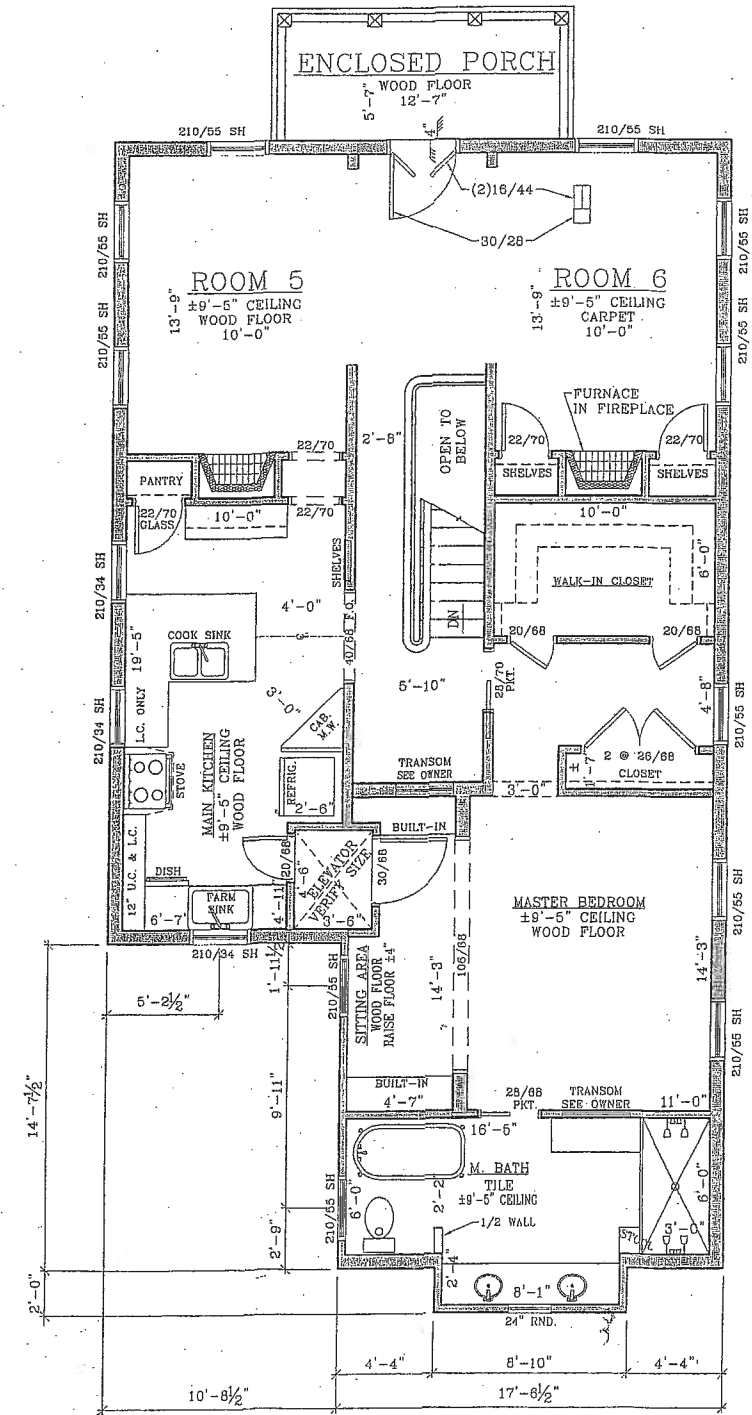 ENCLOSED PORCH
WOOD FLOOR
12'-7"
5'-7"
4"
210/55 SH
210/55 SH
(2)16/44
30/28
210/55 SH
210/55 SH
ROOM 5
±9'-5" CEILING
WOOD FLOOR
10'-0"
13'-9"
ROOM 6
±9'-5" CEILING
CARPET
10'-0"
13'-9"
210/55 SH
210/55 SH
FURNACE
IN FIREPLACE
2'-8"
OPEN TO
BELOW
22/70
22/70
22/70
PANTRY
SHELVES
SHELVES
22/70
GLASS
10'-0"
22/70
10'-0"
SHELVES
WALK-IN CLOSET
6'-0"
210/34 SH
4'-0"
3"
40/68 F.O.
DN
20/68
20/68
19'-5"
COOK SINK
5'-10"
28/70
PKT.
4'-8"
L.C. ONLY
3'-0"
CAB.
M.W.
210/34 SH
210/55 SH
2 @ 26/68
CLOSET
1'-7"±
TRANSOM
SEE OWNER
3'-0"
STOVE
MAIN KITCHEN
±9'-5" CEILING
WOOD FLOOR
REFRIG.
2'-6"
BUILT-IN
20/68
4'-6"
ELEVATOR
VERIFY SIZE
3'-6"
30/68
12" U.C. & L.C.
DISH
6'-7"
FARM
SINK
4'-11"
MASTER BEDROOM
±9'-5" CEILING
WOOD FLOOR
210/55 SH
14'-3"
210/34 SH
1'-11½"
210/55 SH
SITTING AREA
WOOD FLOOR
RAISE FLOOR ±4"
14'-3"
106/68
5'-2½"
210/55 SH
14'-7½"
9'-11"
BUILT-IN
4'-7"
28/68
PKT.
TRANSOM
SEE OWNER
11'-0"
16'-5"
M. BATH
TILE
±9'-5" CEILING
2'-2"
6'-0"
6'-0"
210/55 SH
3'-0"
1/2 WALL
2'-9"
2'-4"
2'-0"
8'-1"
24" RND.
4'-4"
8'-10"
4'-4"
10'-8½"
17'-6½"